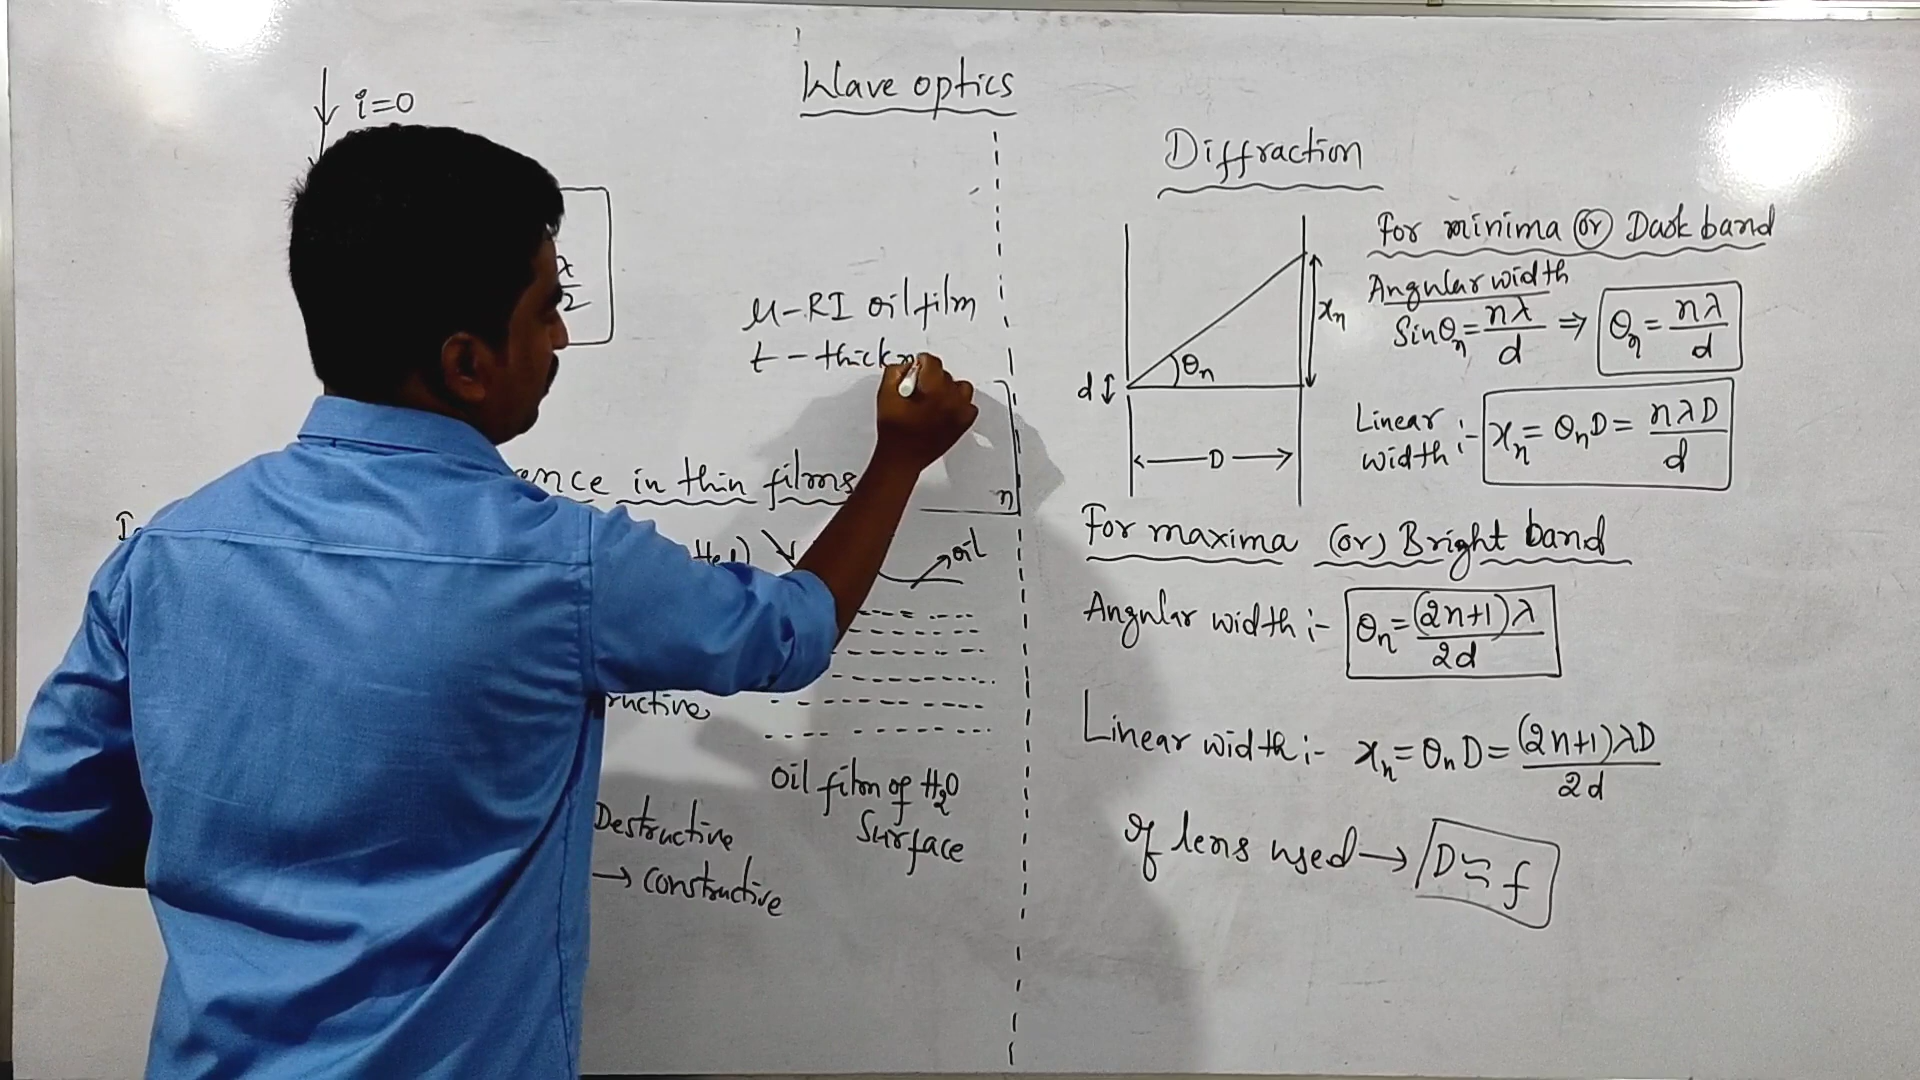 Wave optics
i=0
λ/2
μ-RI oil film
t - thickn
ence in thin films
n
oil
ructive
Oil film of H₂O
Surface
Destructive
→ constructive
Diffraction
For minima (or) Dark band
Angular width
Sinθₙ = nλ/d ⇒ θₙ = nλ/d
xₙ
θₙ
d
D
Linear width :- xₙ = θₙD = nλD/d
For maxima (or) Bright band
Angular width :- θₙ = (2n+1)λ/2d
Linear width :- xₙ = θₙD = (2n+1)λD/2d
If lens used → D ≃ f